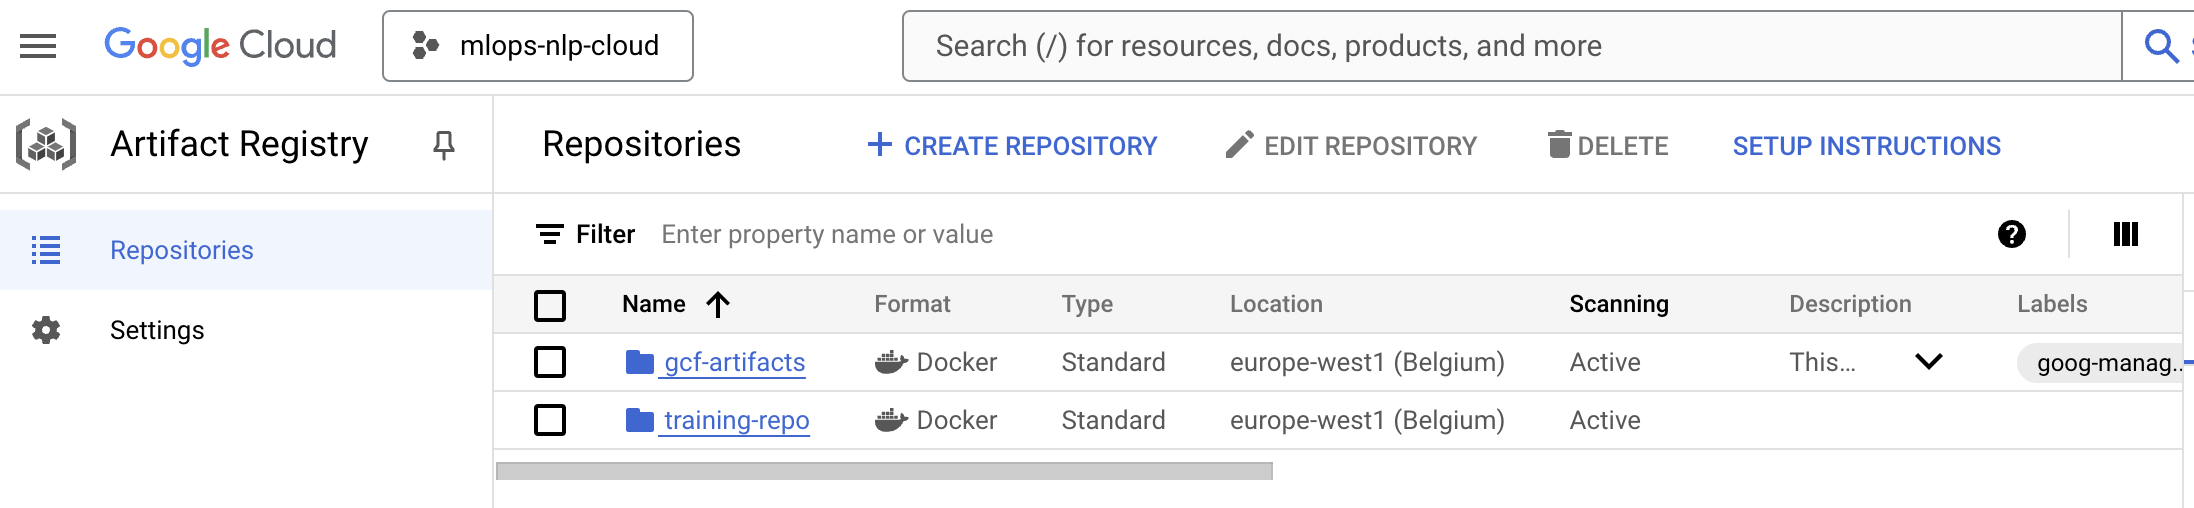 Google Cloud mlops-nlp-cloud Search (/) for resources, docs, products, and more
Artifact Registry
Repositories CREATE REPOSITORY EDIT REPOSITORY DELETE SETUP INSTRUCTIONS
Repositories
Settings
Filter Enter property name or value
Name Format Type Location Scanning Description Labels
gcf-artifacts Docker Standard europe-west1 (Belgium) Active This... goog-manag...
training-repo Docker Standard europe-west1 (Belgium) Active